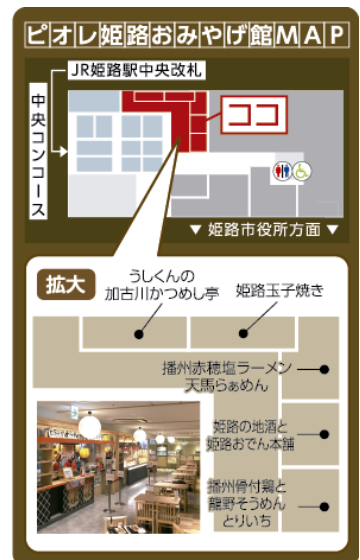 ピオレ姫路おみやげ館MAP
JR姫路駅中央改札
中央コンコース
ココ
▼ 姫路市役所方面 ▼
拡大
うしくんの
加古川かつめし亭
姫路玉子焼き
播州赤穂塩ラーメン
天馬らぁめん
姫路の地酒と
姫路おでん本舗
播州骨付鶏と
龍野そうめん
とりいち